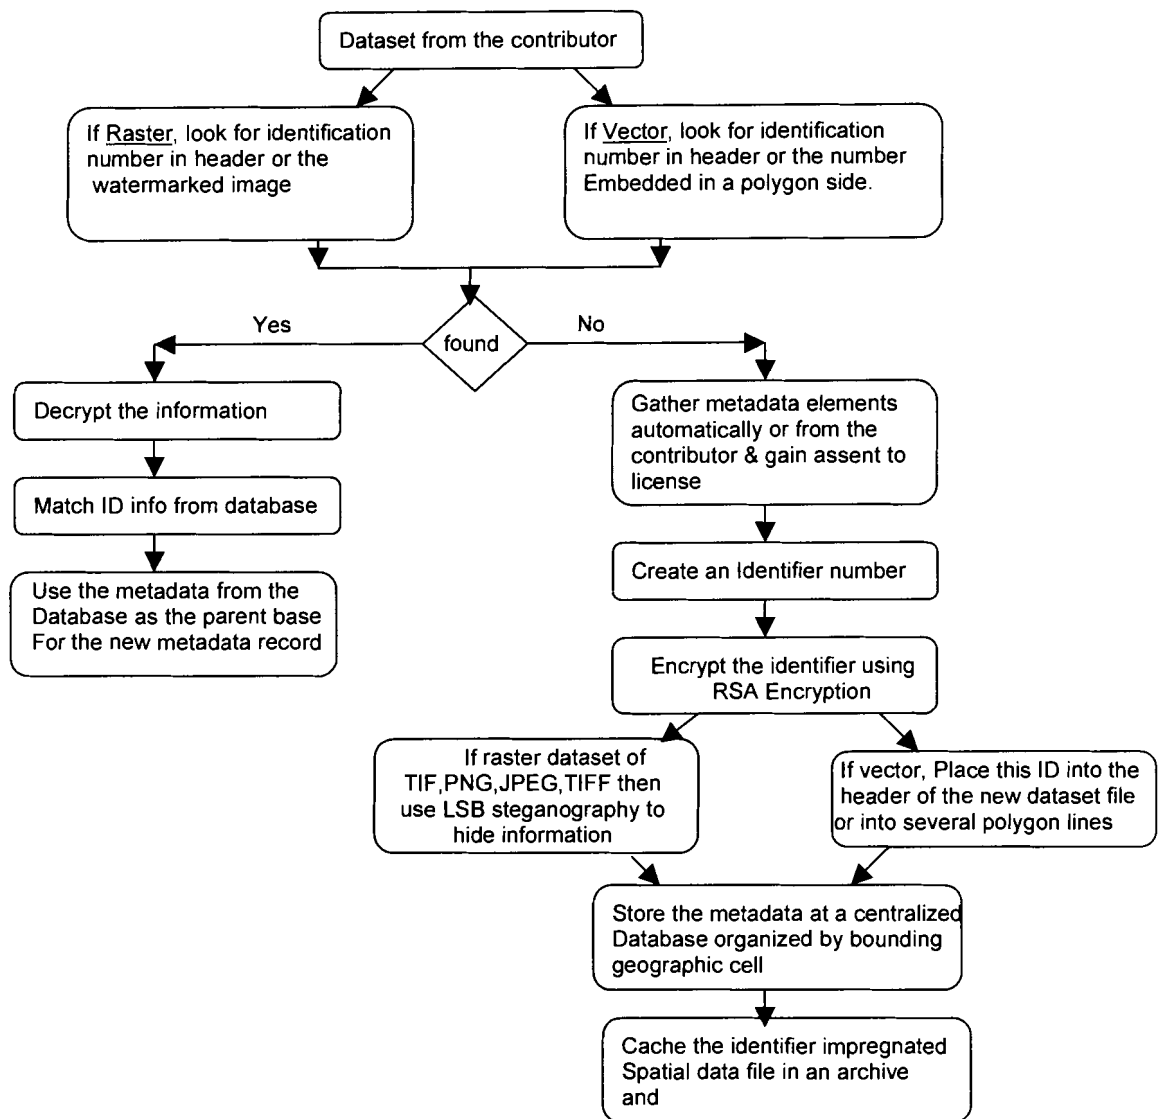 Dataset from the contributor
If Raster, look for identification
number in header or the
watermarked image
If Vector, look for identification
number in header or the number
Embedded in a polygon side.
found
Yes
No
Decrypt the information
Match ID info from database
Use the metadata from the
Database as the parent base
For the new metadata record
Gather metadata elements
automatically or from the
contributor & gain assent to
license
Create an Identifier number
Encrypt the identifier using
RSA Encryption
If raster dataset of
TIF,PNG,JPEG,TIFF then
use LSB steganography to
hide information
If vector, Place this ID into the
header of the new dataset file
or into several polygon lines
Store the metadata at a centralized
Database organized by bounding
geographic cell
Cache the identifier impregnated
Spatial data file in an archive
and